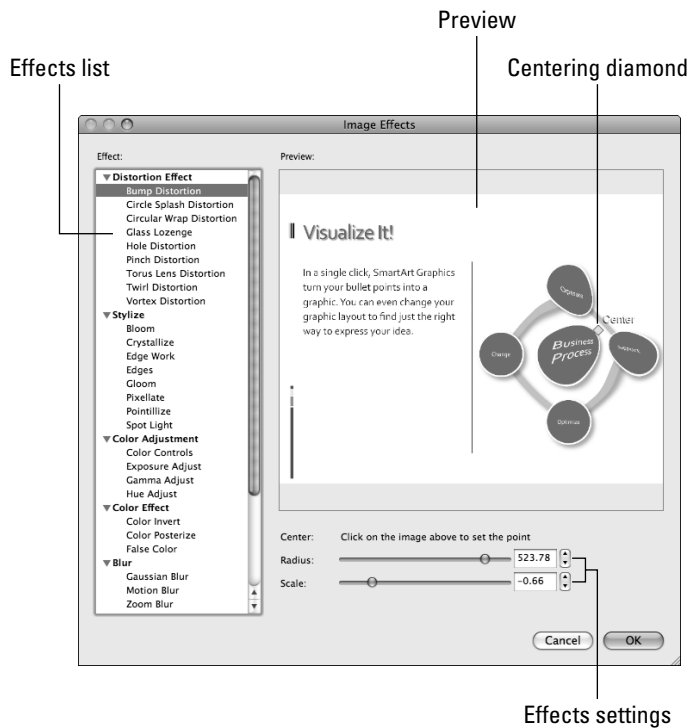 Preview
Effects list
Centering diamond
Image Effects
Effect:
Preview:
Distortion Effect
Bump Distortion
Circle Splash Distortion
Circular Wrap Distortion
Glass Lozenge
Hole Distortion
Pinch Distortion
Torus Lens Distortion
Twirl Distortion
Vortex Distortion
Stylize
Bloom
Crystallize
Edge Work
Edges
Gloom
Pixellate
Pointillize
Spot Light
Color Adjustment
Color Controls
Exposure Adjust
Gamma Adjust
Hue Adjust
Color Effect
Color Invert
Color Posterize
False Color
Blur
Gaussian Blur
Motion Blur
Zoom Blur
Visualize It!
In a single click, SmartArt Graphics
turn your bullet points into a
graphic. You can even change your
graphic layout to find just the right
way to express your idea.
Center
Business
Process
Change
Optimize
Center: Click on the image above to set the point
Radius: 523.78
Scale: -0.66
Cancel
OK
Effects settings